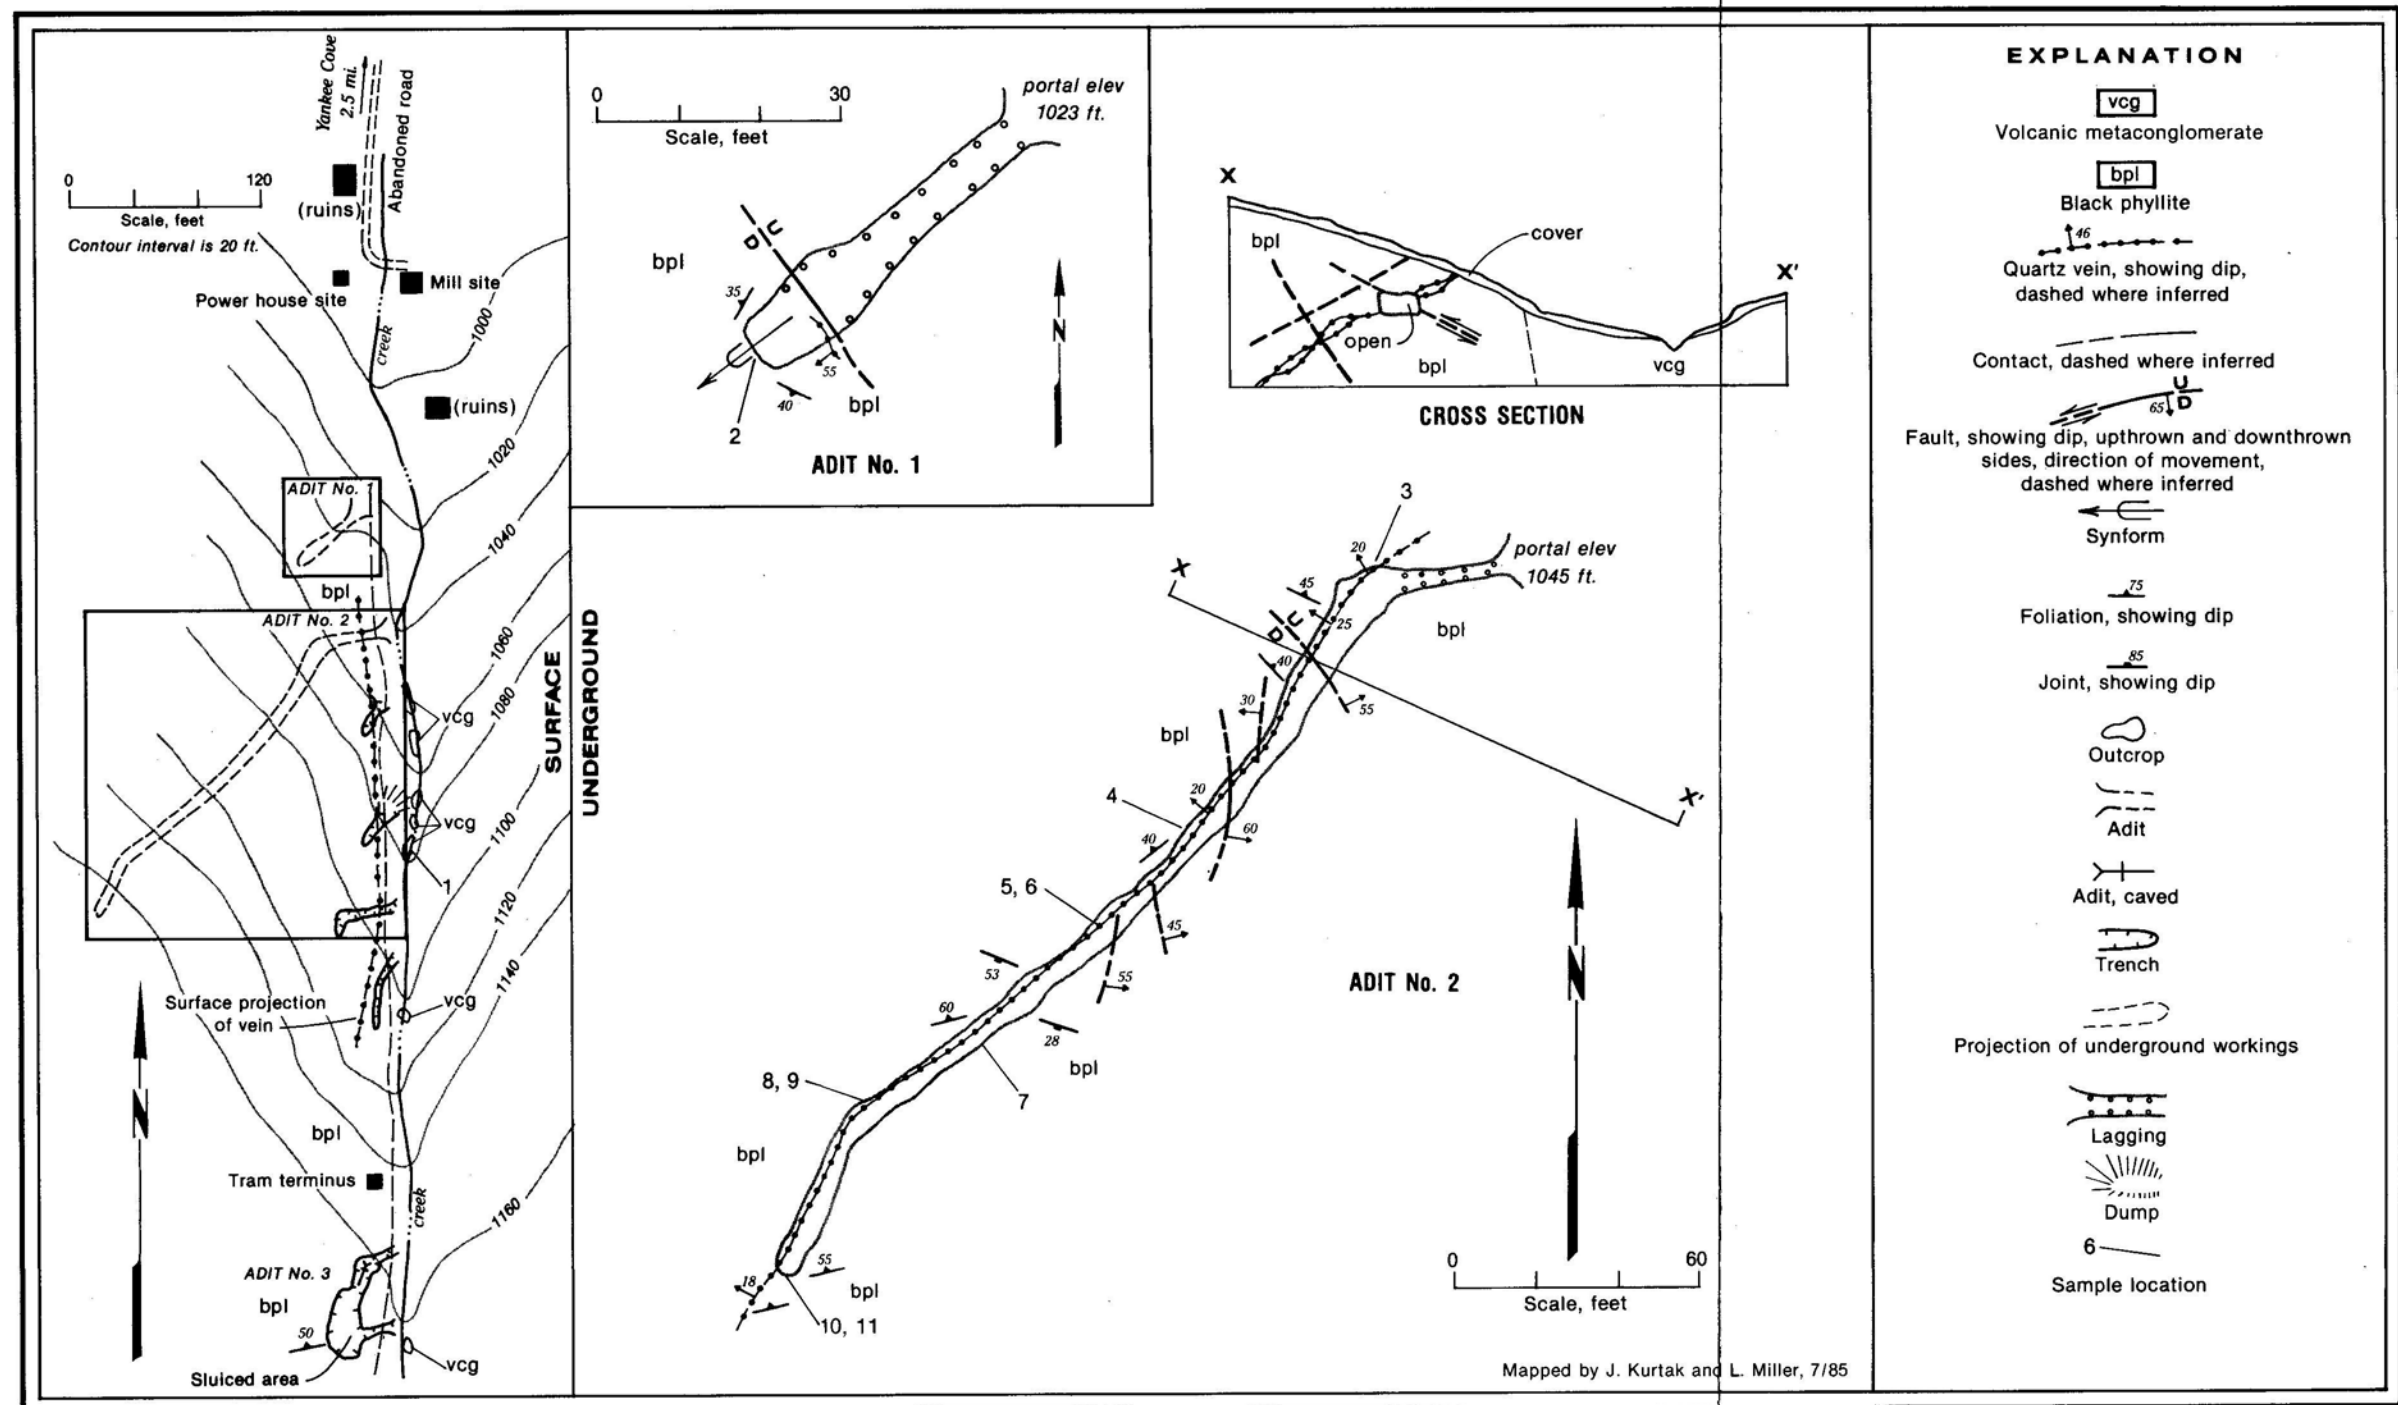 Yankee Cove
2.5 mi.
Abandoned road
0 120
Scale, feet
Contour interval is 20 ft.
(ruins)
Power house site
Mill site
creek
1000
(ruins)
1020
ADIT No. 1
1040
bpl
ADIT No. 2
1060
1080
vcg
vcg
1100
1
1120
1140
Surface projection
of vein
vcg
N
bpl
Tram terminus
creek
1160
ADIT No. 3
bpl
50
Sluiced area
vcg
SURFACE
UNDERGROUND
0 30
Scale, feet
portal elev
1023 ft.
bpl
U
D
35
55
40
bpl
2
N
ADIT No. 1
X
X'
bpl
cover
open
bpl
vcg
CROSS SECTION
3
portal elev
1045 ft.
X
20
45
U
D
25
bpl
40
30
55
X'
bpl
4
20
60
40
5, 6
45
53
55
60
28
bpl
8, 9
7
bpl
55
18
bpl
10, 11
ADIT No. 2
N
0 60
Scale, feet
Mapped by J. Kurtak and L. Miller, 7/85
EXPLANATION
vcg
Volcanic metaconglomerate
bpl
Black phyllite
46
Quartz vein, showing dip,
dashed where inferred
Contact, dashed where inferred
U
65 D
Fault, showing dip, upthrown and downthrown
sides, direction of movement,
dashed where inferred
Synform
75
Foliation, showing dip
85
Joint, showing dip
Outcrop
Adit
Adit, caved
Trench
Projection of underground workings
Lagging
Dump
6
Sample location